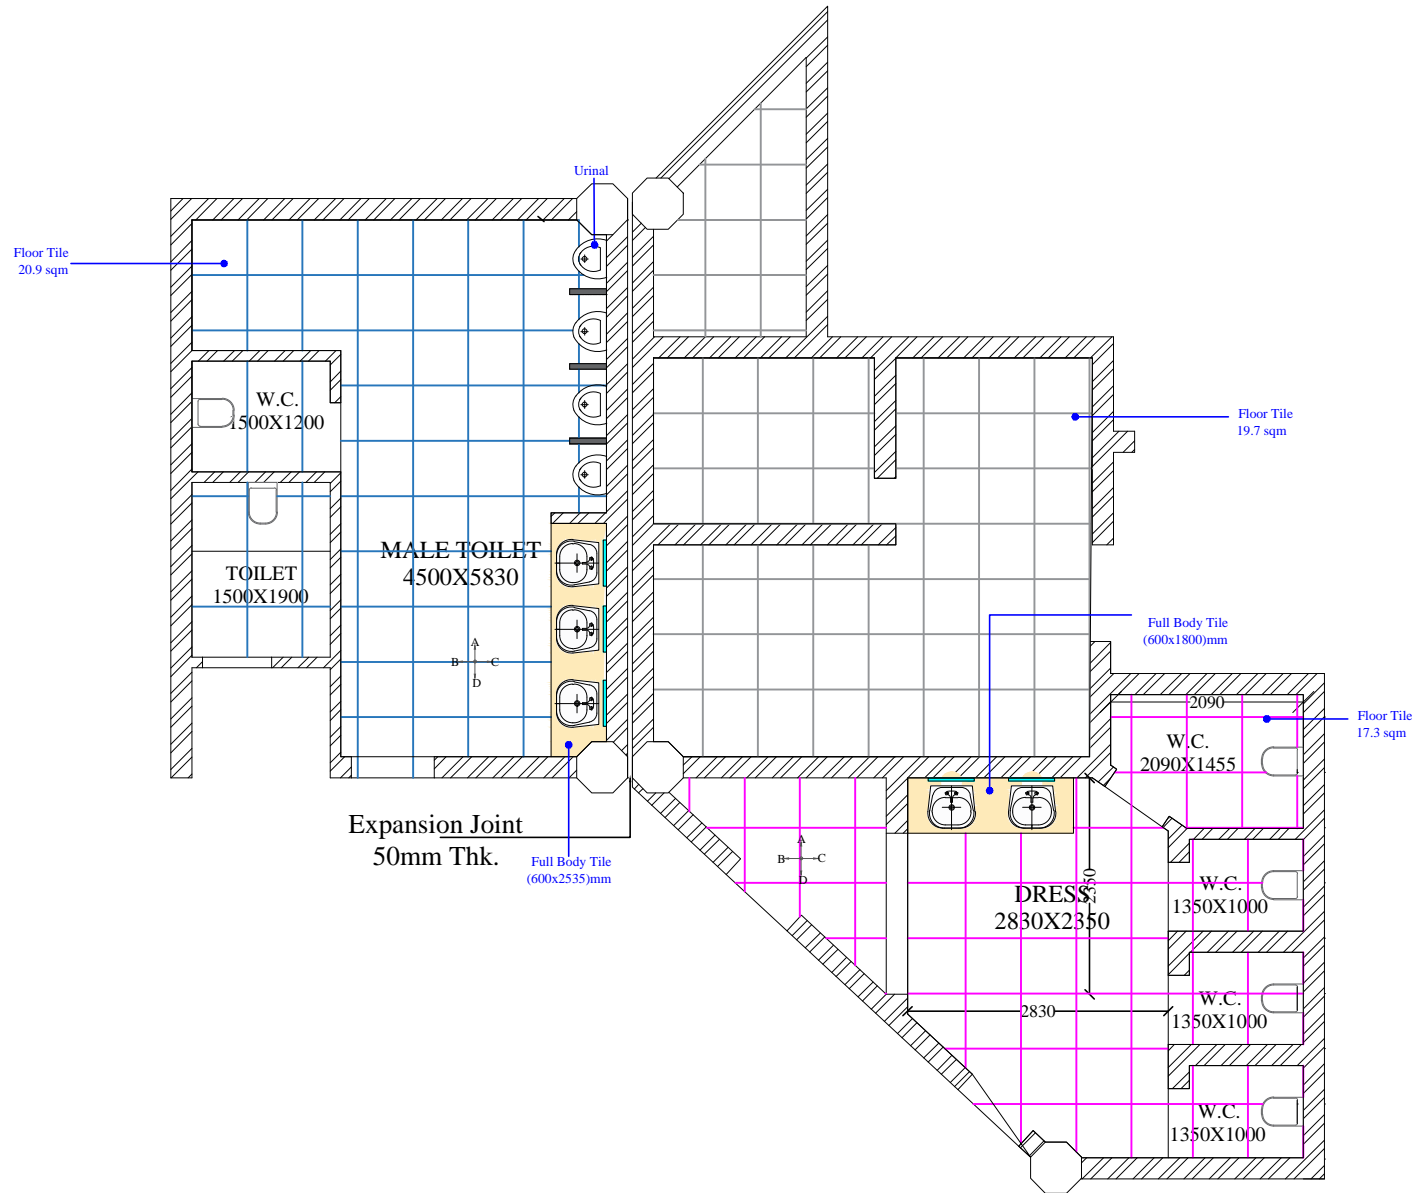 Urinal
Floor Tile
20.9 sqm
W.C.
1500X1200
Floor Tile
19.7 sqm
MALE TOILET
4500X5830
TOILET
1500X1900
A
B
C
D
Full Body Tile
(600x1800)mm
2090
Floor Tile
17.3 sqm
W.C.
2090X1455
Expansion Joint
50mm Thk.
Full Body Tile
(600x2535)mm
A
B
C
D
2350
DRESS
2830X2350
W.C.
1350X1000
2830
W.C.
1350X1000
W.C.
1350X1000